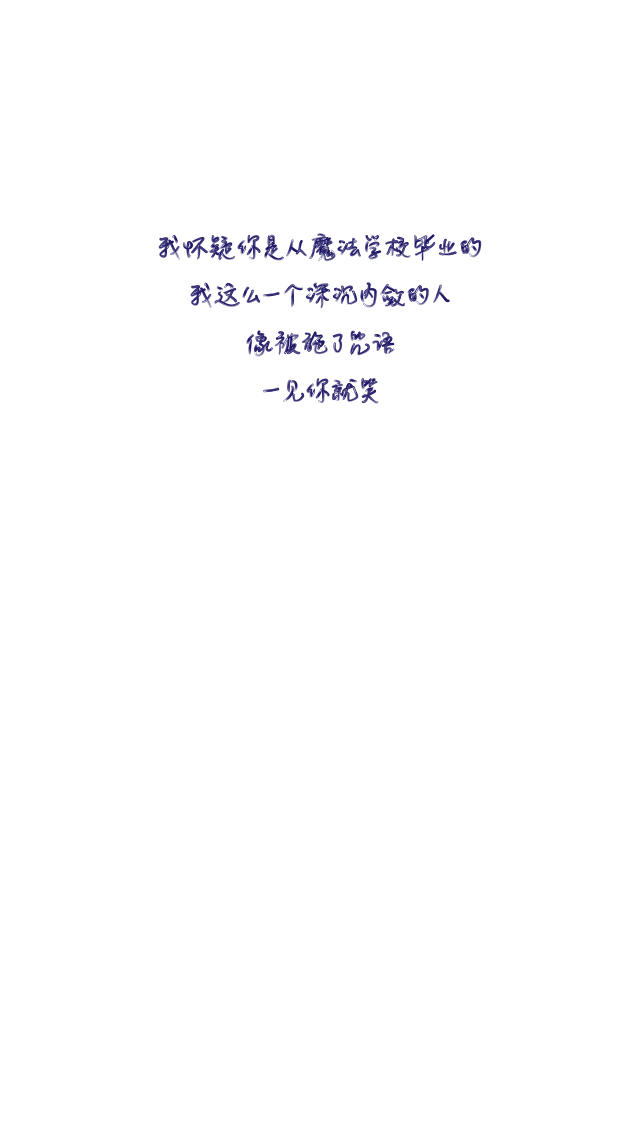 我怀疑你是从魔法学校毕业的
我这么一个深沉内敛的人
像被施了咒语
一见你就笑